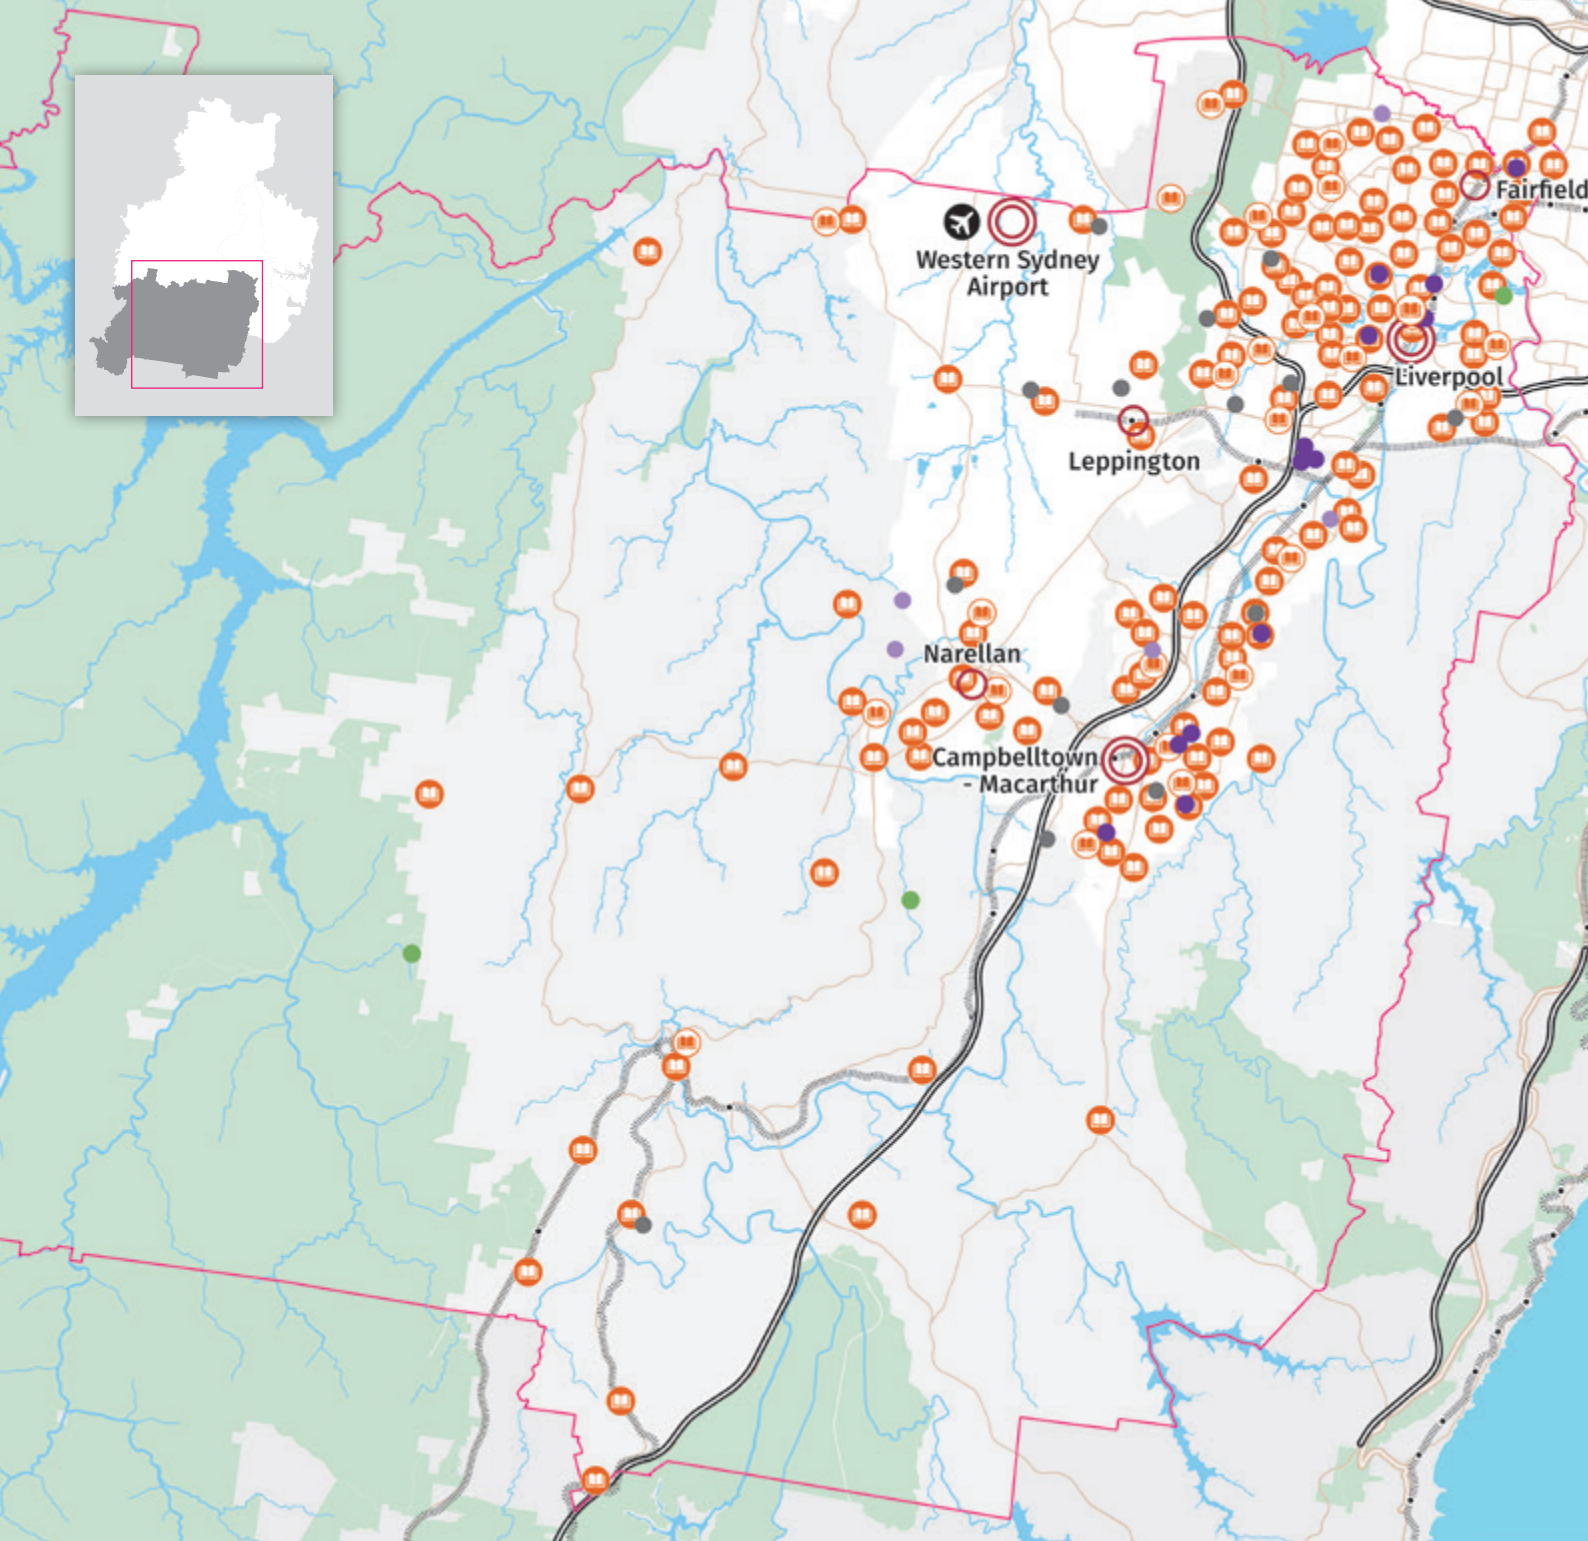 Fairfield
Western Sydney
Airport
Liverpool
Leppington
Narellan
Campbelltown
- Macarthur